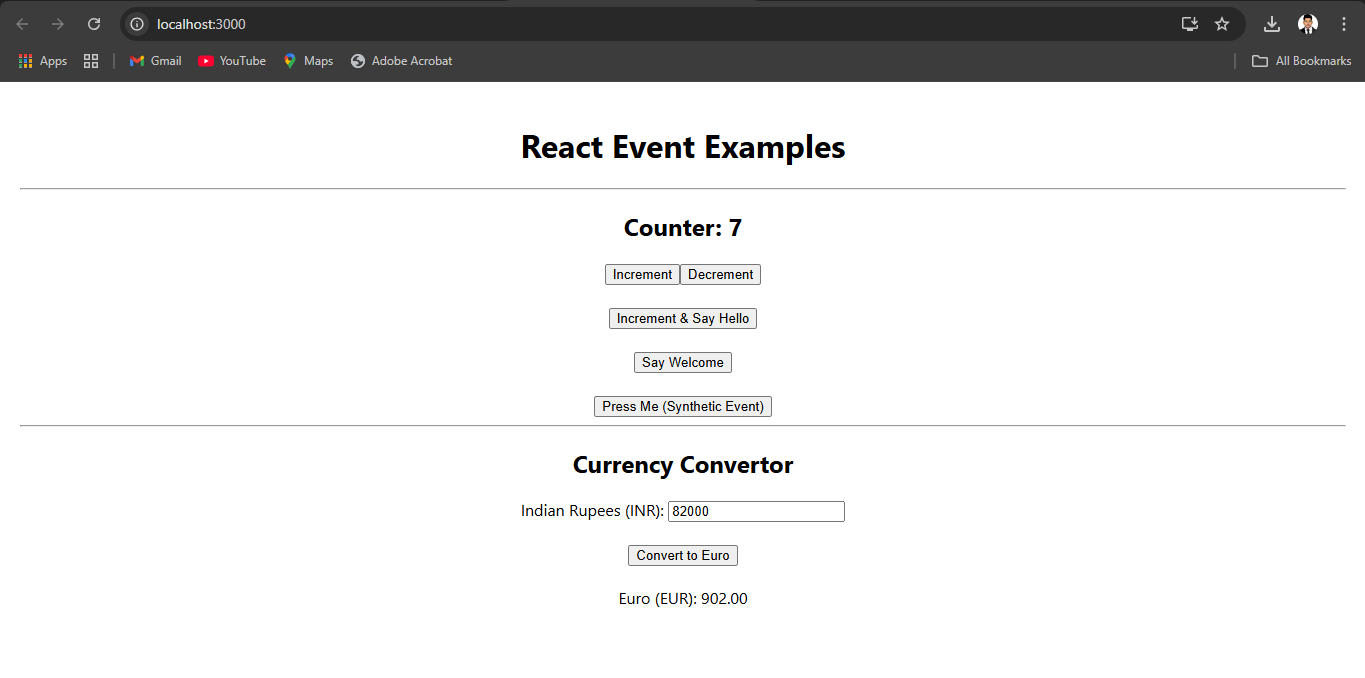 localhost:3000
Apps Gmail YouTube Maps Adobe Acrobat All Bookmarks
React Event Examples
Counter: 7
Increment Decrement
Increment & Say Hello
Say Welcome
Press Me (Synthetic Event)
Currency Convertor
Indian Rupees (INR): 82000
Convert to Euro
Euro (EUR): 902.00